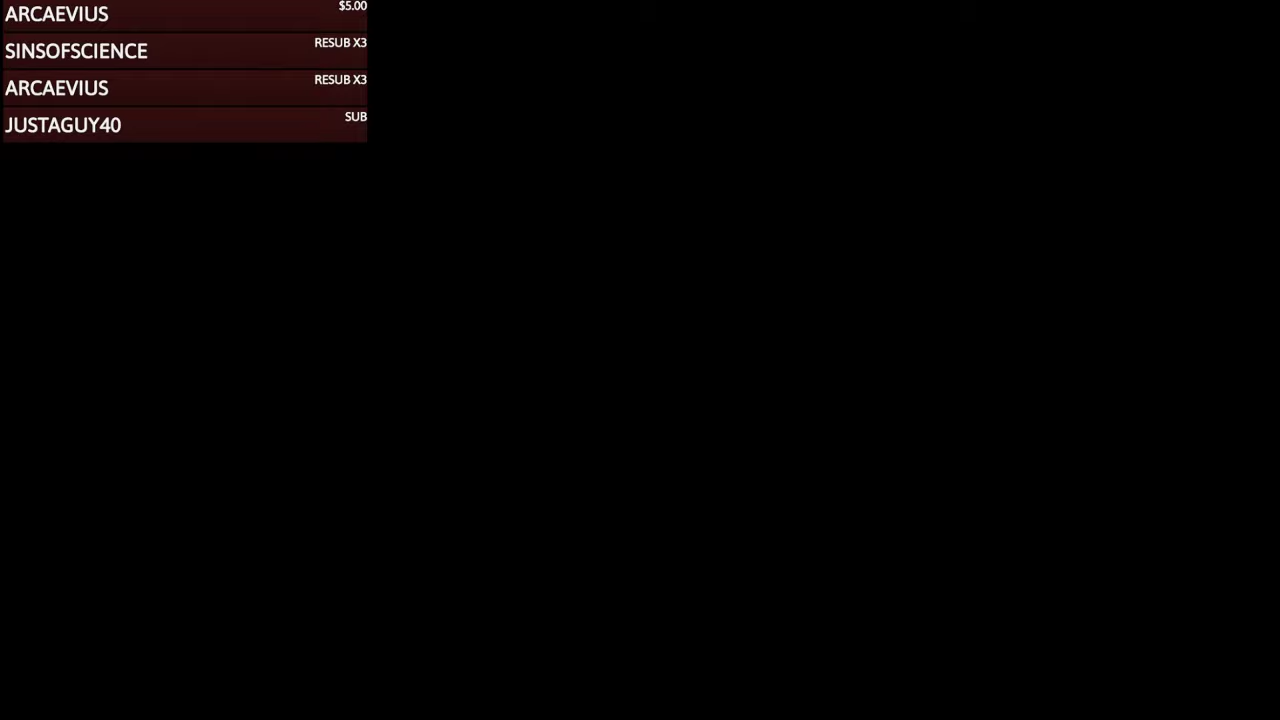 ARCAEVIUS $5.00
SINSOFSCIENCE RESUB X3
ARCAEVIUS RESUB X3
JUSTAGUY40 SUB